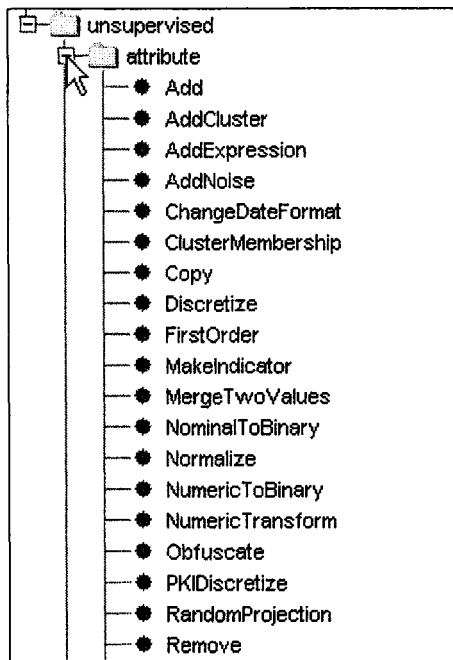 unsupervised
attribute
Add
AddCluster
AddExpression
AddNoise
ChangeDateFormat
ClusterMembership
Copy
Discretize
FirstOrder
MakeIndicator
MergeTwoValues
NominalToBinary
Normalize
NumericToBinary
NumericTransform
Obfuscate
PKIDiscretize
RandomProjection
Remove